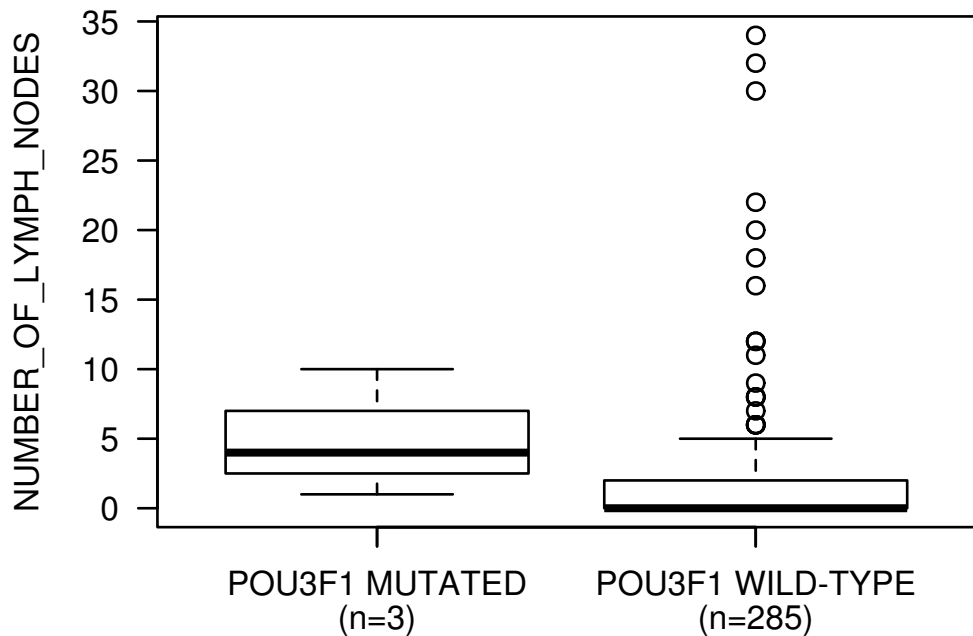 NUMBER_OF_LYMPH_NODES
35
30
25
20
15
10
5
0
POU3F1 MUTATED
(n=3)
POU3F1 WILD-TYPE
(n=285)